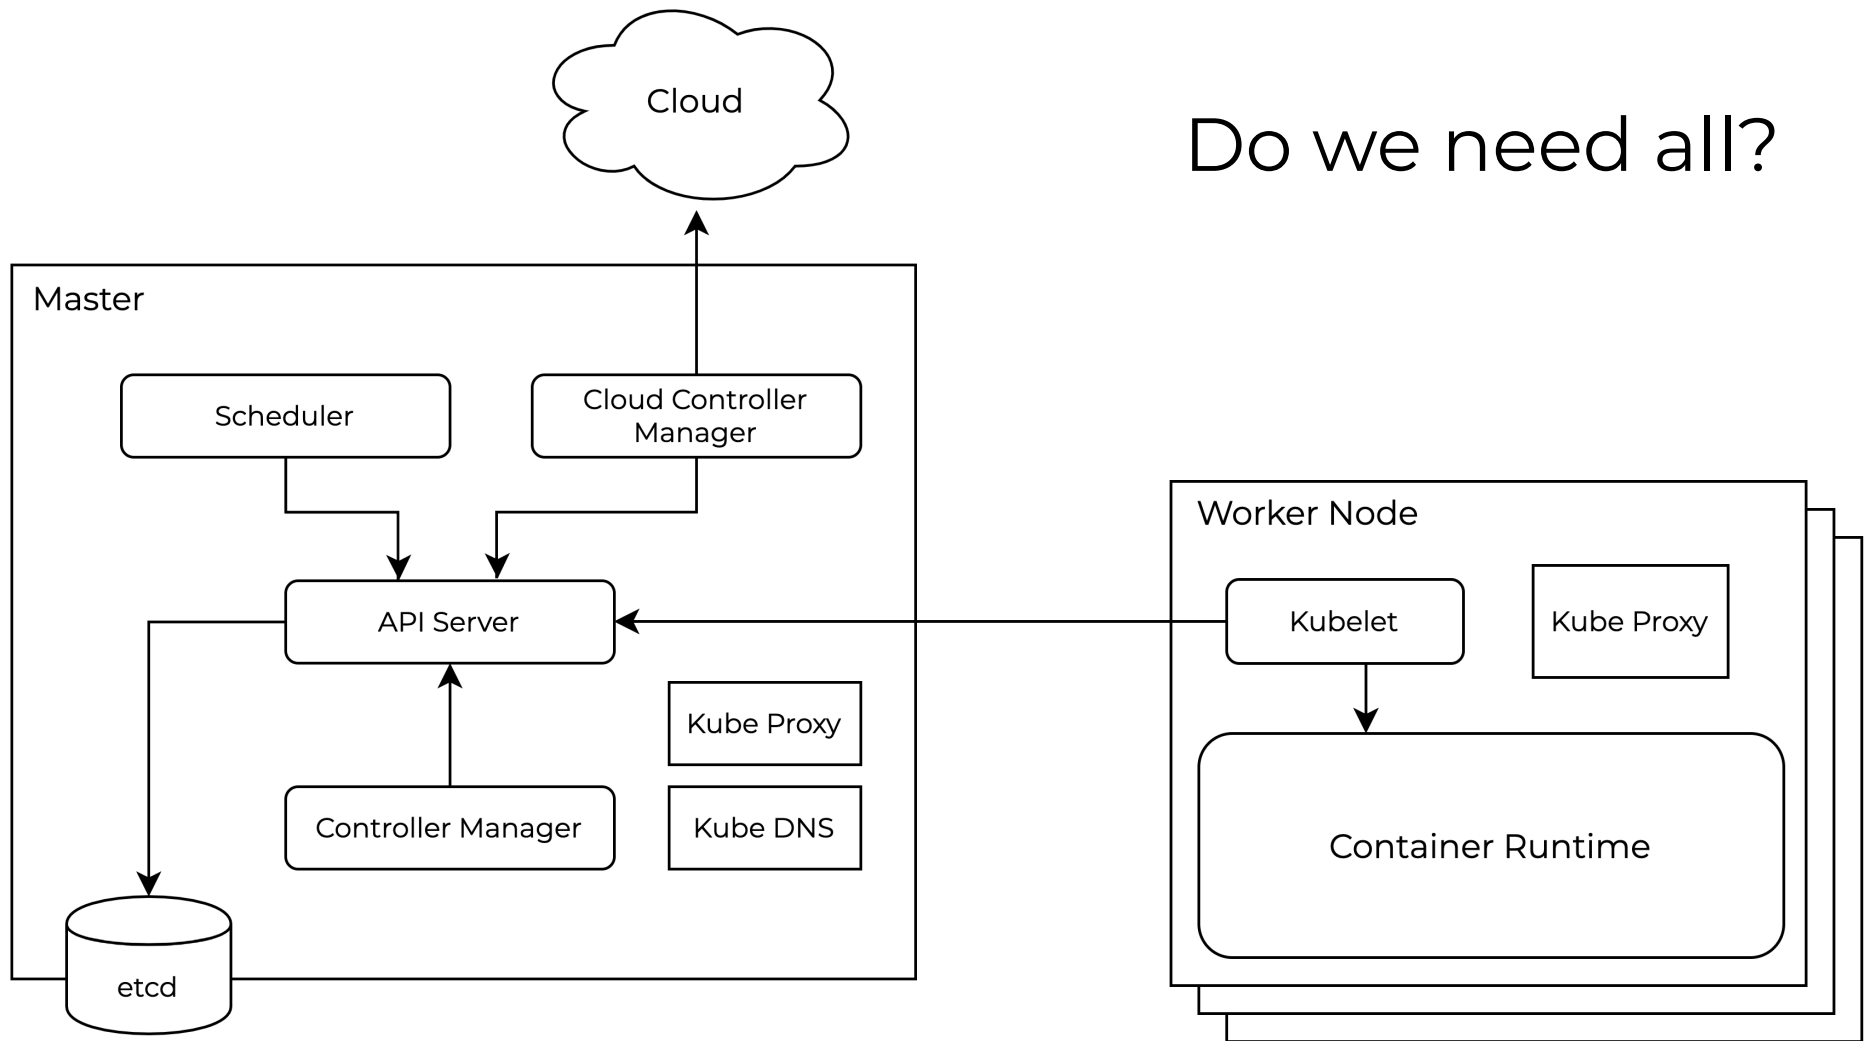 Cloud
Do we need all?
Master
Scheduler
Cloud Controller
Manager
API Server
Kube Proxy
Controller Manager
Kube DNS
etcd
Worker Node
Kubelet
Kube Proxy
Container Runtime